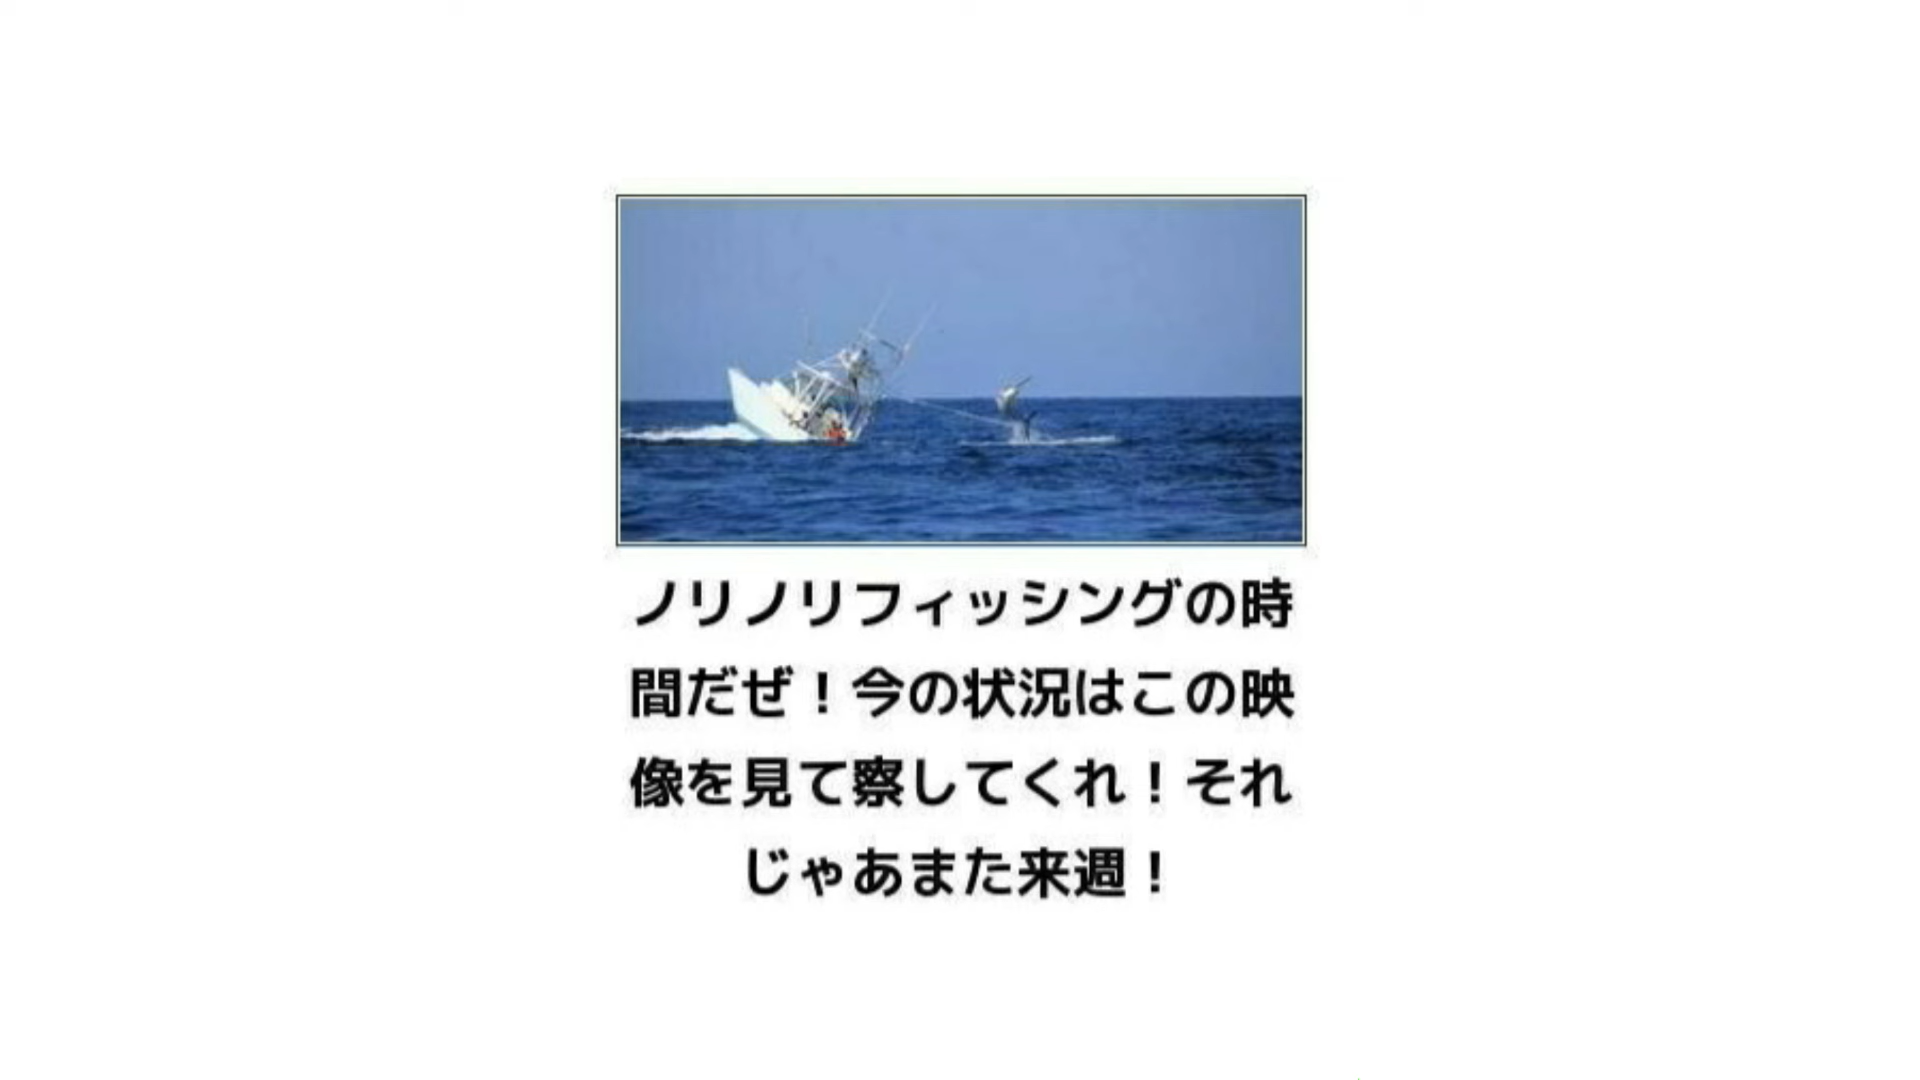 ノリノリフィッシングの時
間だぜ！今の状況はこの映
像を見て察してくれ！それ
じゃあまた来週！